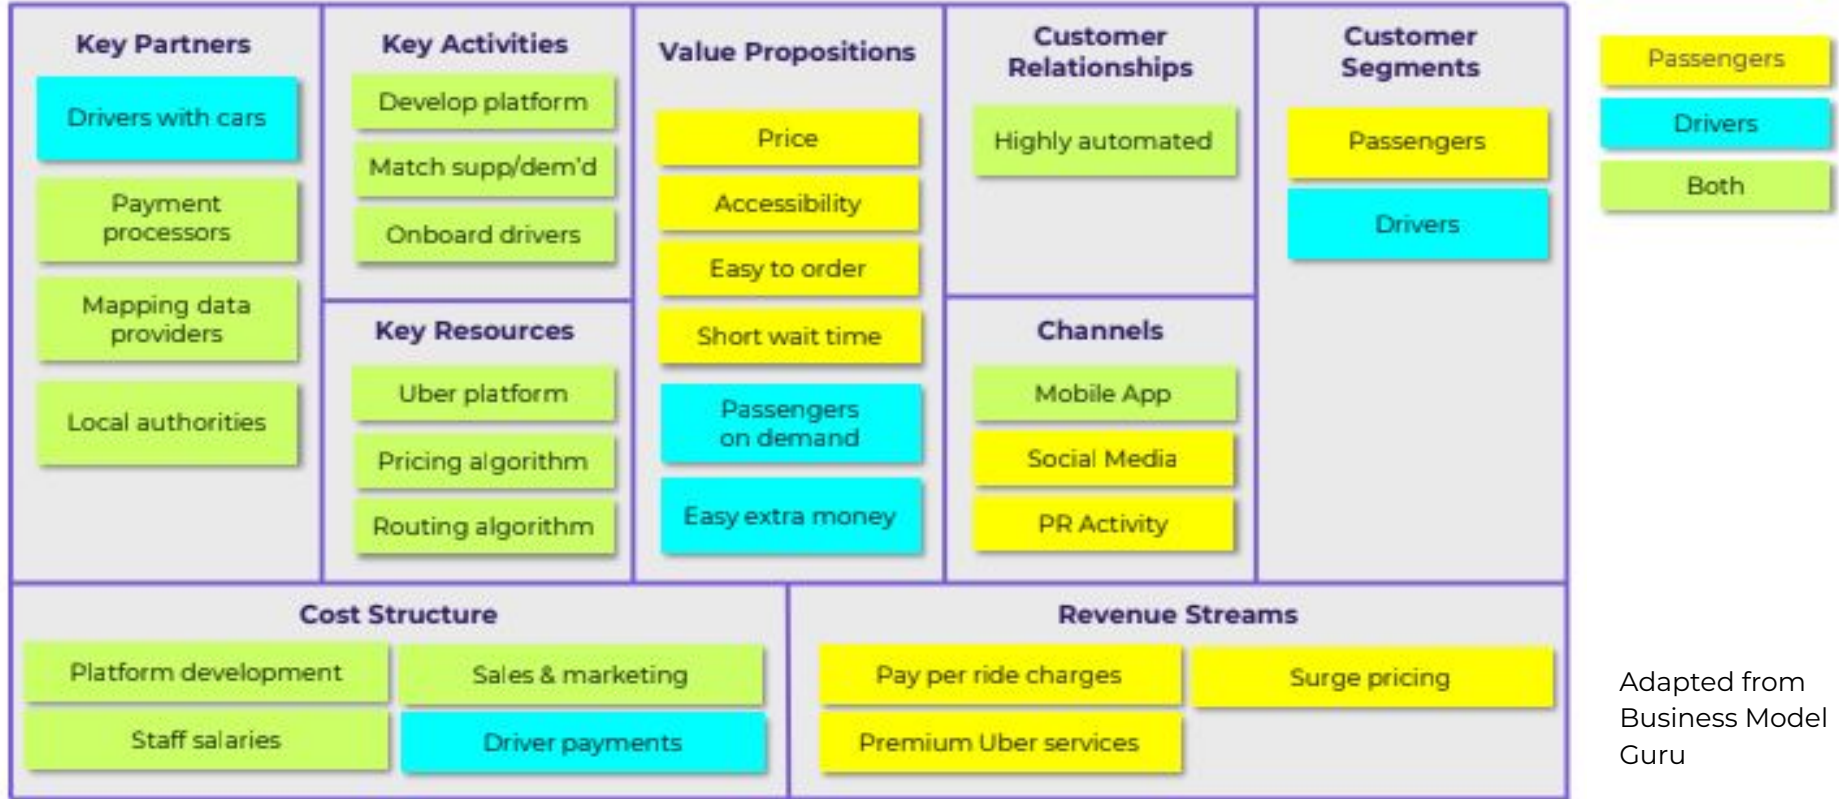 Key Partners
Drivers with cars
Payment
processors
Mapping data
providers
Local authorities
Key Activities
Develop platform
Match supp/dem’d
Onboard drivers
Key Resources
Uber platform
Pricing algorithm
Routing algorithm
Value Propositions
Price
Accessibility
Easy to order
Short wait time
Passengers
on demand
Easy extra money
Customer
Relationships
Highly automated
Channels
Mobile App
Social Media
PR Activity
Customer
Segments
Passengers
Drivers
Cost Structure
Platform development
Sales & marketing
Staff salaries
Driver payments
Revenue Streams
Pay per ride charges
Surge pricing
Premium Uber services
Passengers
Drivers
Both
Adapted from
Business Model
Guru